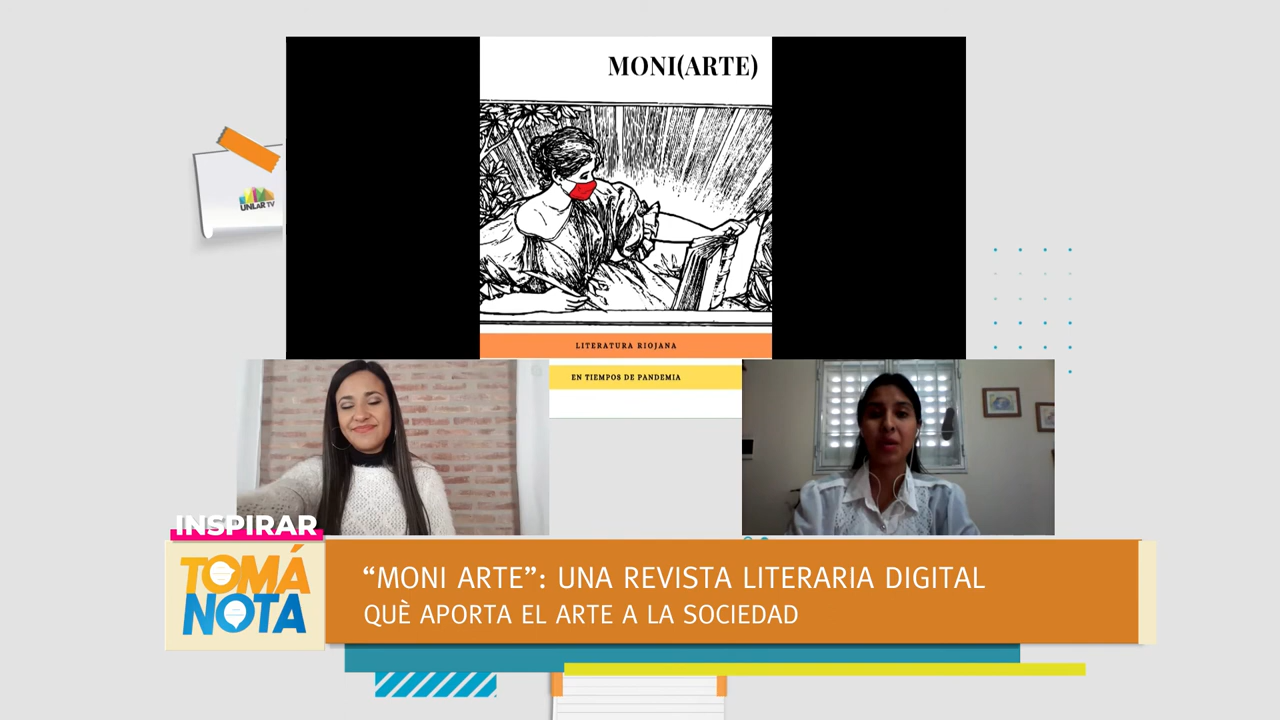 MONI(ARTE)
UNLAR TV
LITERATURA RIOJANA
EN TIEMPOS DE PANDEMIA
INSPIRAR
TOMÁ
NOTA
“MONI ARTE”: UNA REVISTA LITERARIA DIGITAL
QUÈ APORTA EL ARTE A LA SOCIEDAD